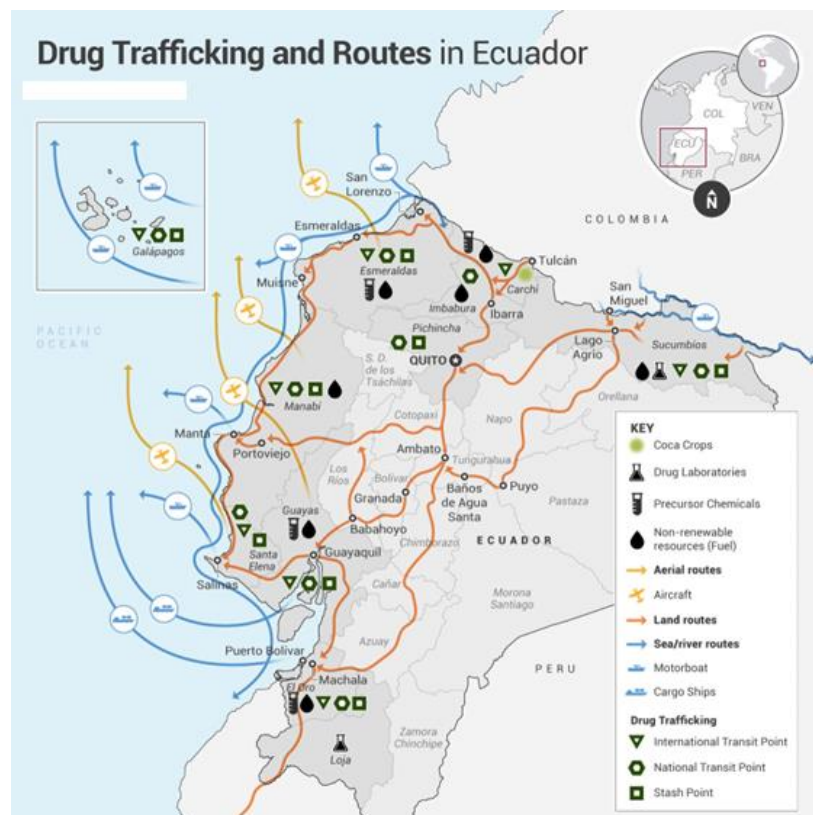 Drug Trafficking and Routes in Ecuador
VEN
COL
ECU
BRA
PER
N
San
Lorenzo
COLOMBIA
Esmeraldas
Galápagos
Tulcán
Esmeraldas
Muisne
Carchi
San
Miguel
Imbabura
Ibarra
PACIFIC
OCEAN
Pichincha
Lago
Agrio
Sucumbíos
QUITO
S. D.
de los
Tsáchilas
Orellana
Manabí
Cotopaxi
Napo
Manta
Portoviejo
Ambato
Tungurahua
Los
Ríos
Bolívar
Granada
Baños
de Agua
Santa
Puyo
Pastaza
Guayas
Babahoyo
Chimborazo
ECUADOR
Santa
Elena
Guayaquil
Salinas
Cañar
Morona
Santiago
Azuay
Puerto Bolívar
Machala
El Oro
PERU
Zamora
Chinchipe
Loja
KEY
Coca Crops
Drug Laboratories
Precursor Chemicals
Non-renewable
resources (Fuel)
Aerial routes
Aircraft
Land routes
Sea/river routes
Motorboat
Cargo Ships
Drug Trafficking
International Transit Point
National Transit Point
Stash Point